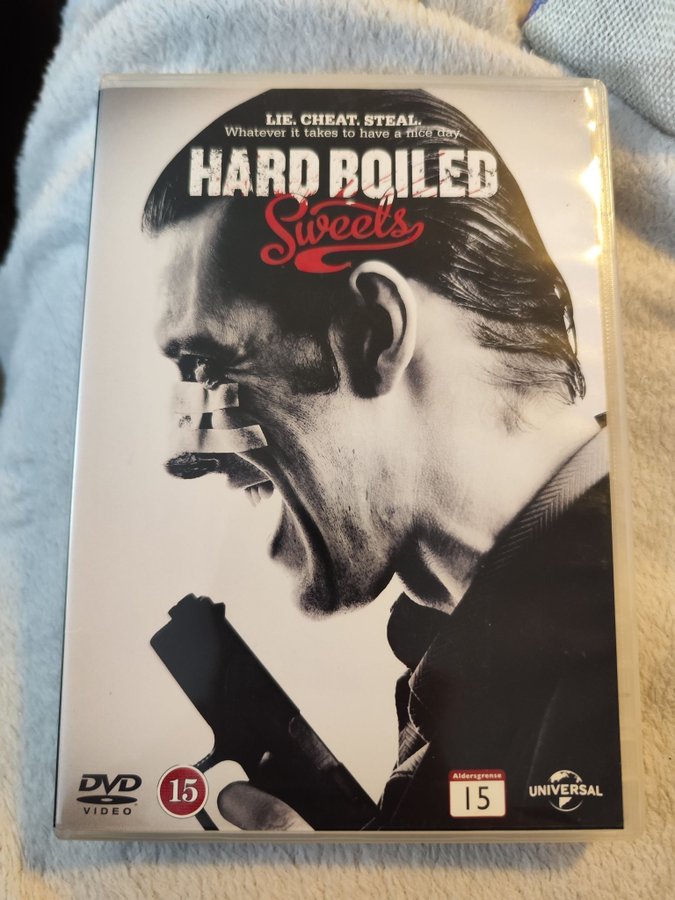 LIE. CHEAT. STEAL.
Whatever it takes to have a nice day.
HARD BOILED
Sweets
DVD
VIDEO
15
Aldersgrense
15
UNIVERSAL